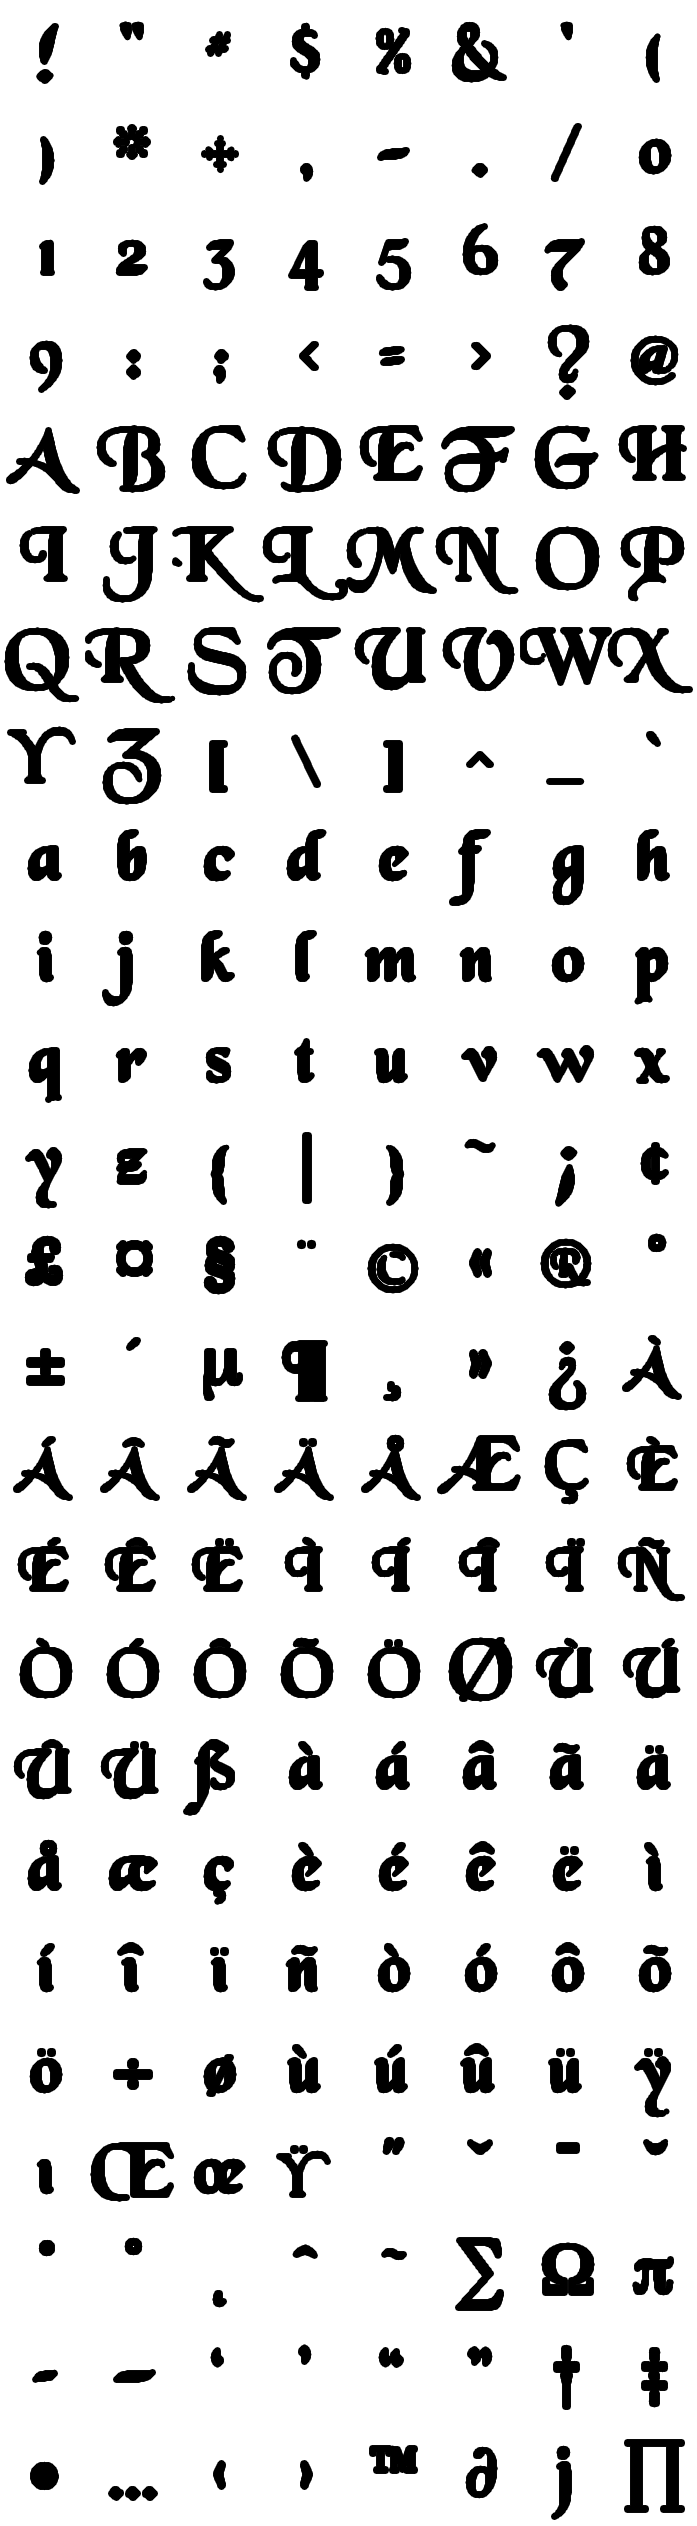 ! " # $ % & ' (
) * + , - . / 0
1 2 3 4 5 6 7 8
9 : ; < = > ? @
A B C D E F G H
I J K L M N O P
Q R S T U V W X
Y Z [ \ ] ^ _ `
a b c d e f g h
i j k l m n o p
q r s t u v w x
y z { | } ~ ¡ ¢
£ ¤ § ¨ © « ® °
± ´ µ ¶ ¸ » ¿ À
Á Â Ã Ä Å Æ Ç È
É Ê Ë Ì Í Î Ï Ñ
Ò Ó Ô Õ Ö Ø Ù Ú
Û Ü ß à á â ã ä
å æ ç è é ê ë ì
í î ï ñ ò ó ô õ
ö ÷ ø ù ú û ü ÿ
ı Œ œ Ÿ ˝ ˇ ¯ ˘
˙ ˚ ˛ ˆ ˜ ∑ Ω π
– — ‘ ’ “ ” † ‡
• … ‹ › ™ ∂ j ∏